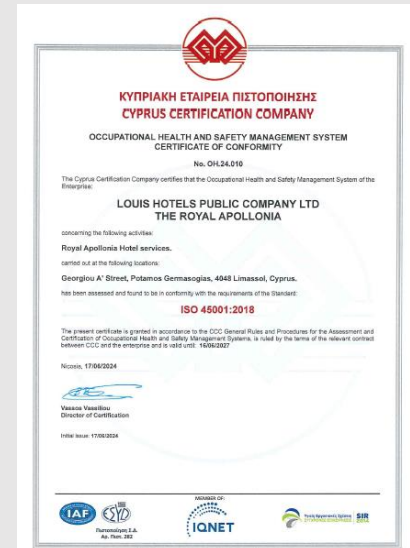 ΚΥΠΡΙΑΚΗ ΕΤΑΙΡΕΙΑ ΠΙΣΤΟΠΟΙΗΣΗΣ
CYPRUS CERTIFICATION COMPANY
OCCUPATIONAL HEALTH AND SAFETY MANAGEMENT SYSTEM
CERTIFICATE OF CONFORMITY
No. OH.24.010
The Cyprus Certification Company certifies that the Occupational Health and Safety Management System of the
Enterprise:
LOUIS HOTELS PUBLIC COMPANY LTD
THE ROYAL APOLLONIA
concerning the following activities:
Royal Apollonia Hotel services.
carried out at the following locations:
Georgiou A' Street, Potamos Germasogias, 4048 Limassol, Cyprus.
has been assessed and found to be in conformity with the requirements of the Standard:
ISO 45001:2018
The present certificate is granted in accordance to the CCC General Rules and Procedures for the Assessment and
Certification of Occupational Health and Safety Management Systems, is ruled by the terms of the relevant contract
between CCC and the enterprise and is valid until: 16/06/2027
Nicosia, 17/06/2024
Vassos Vassiliou
Director of Certification
Initial Issue: 17/06/2024
MEMBER OF:
IAF
ΕΣΥΔ
Πιστοποίησης Σ.Δ.
Αρ. Πιστ. 282
IQNET
SIR